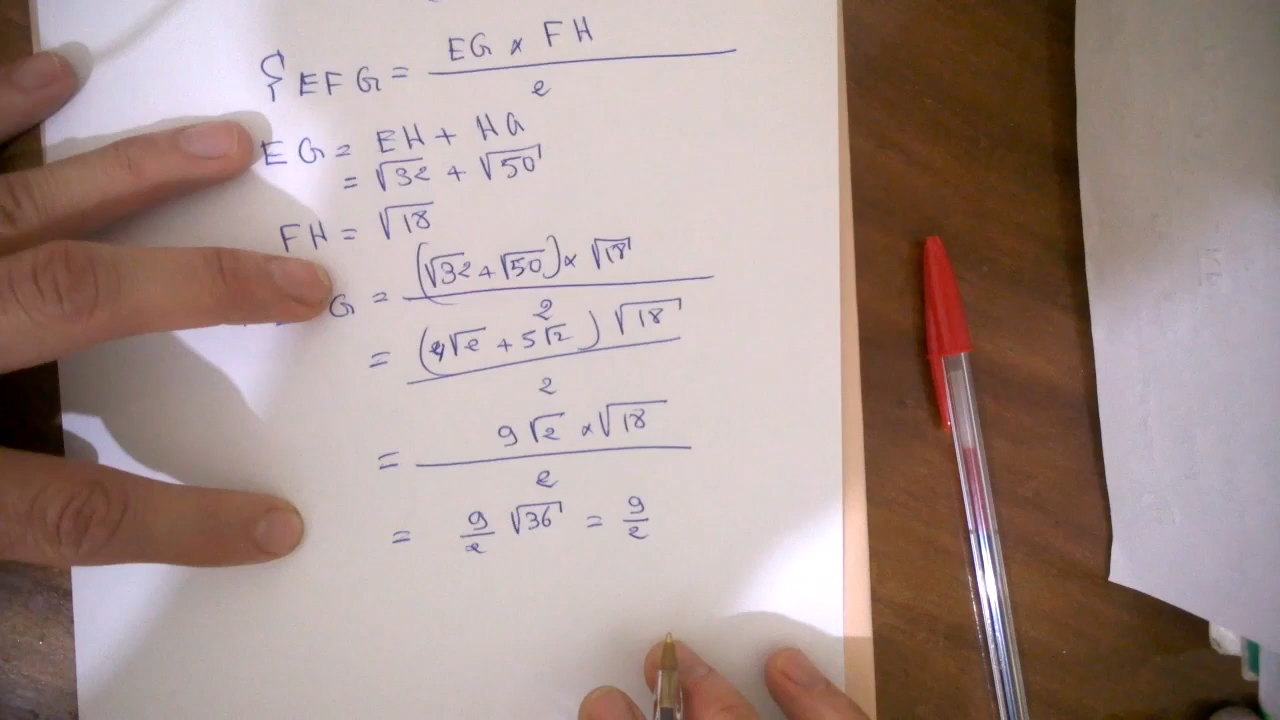 S EFG = EG × FH / 2
EG = EH + HG
= √32 + √50
FH = √18
G = (√32 + √50) × √18 / 2
= (4√2 + 5√2) √18 / 2
= 9√2 × √18 / 2
= 9/2 √36 = 9/2